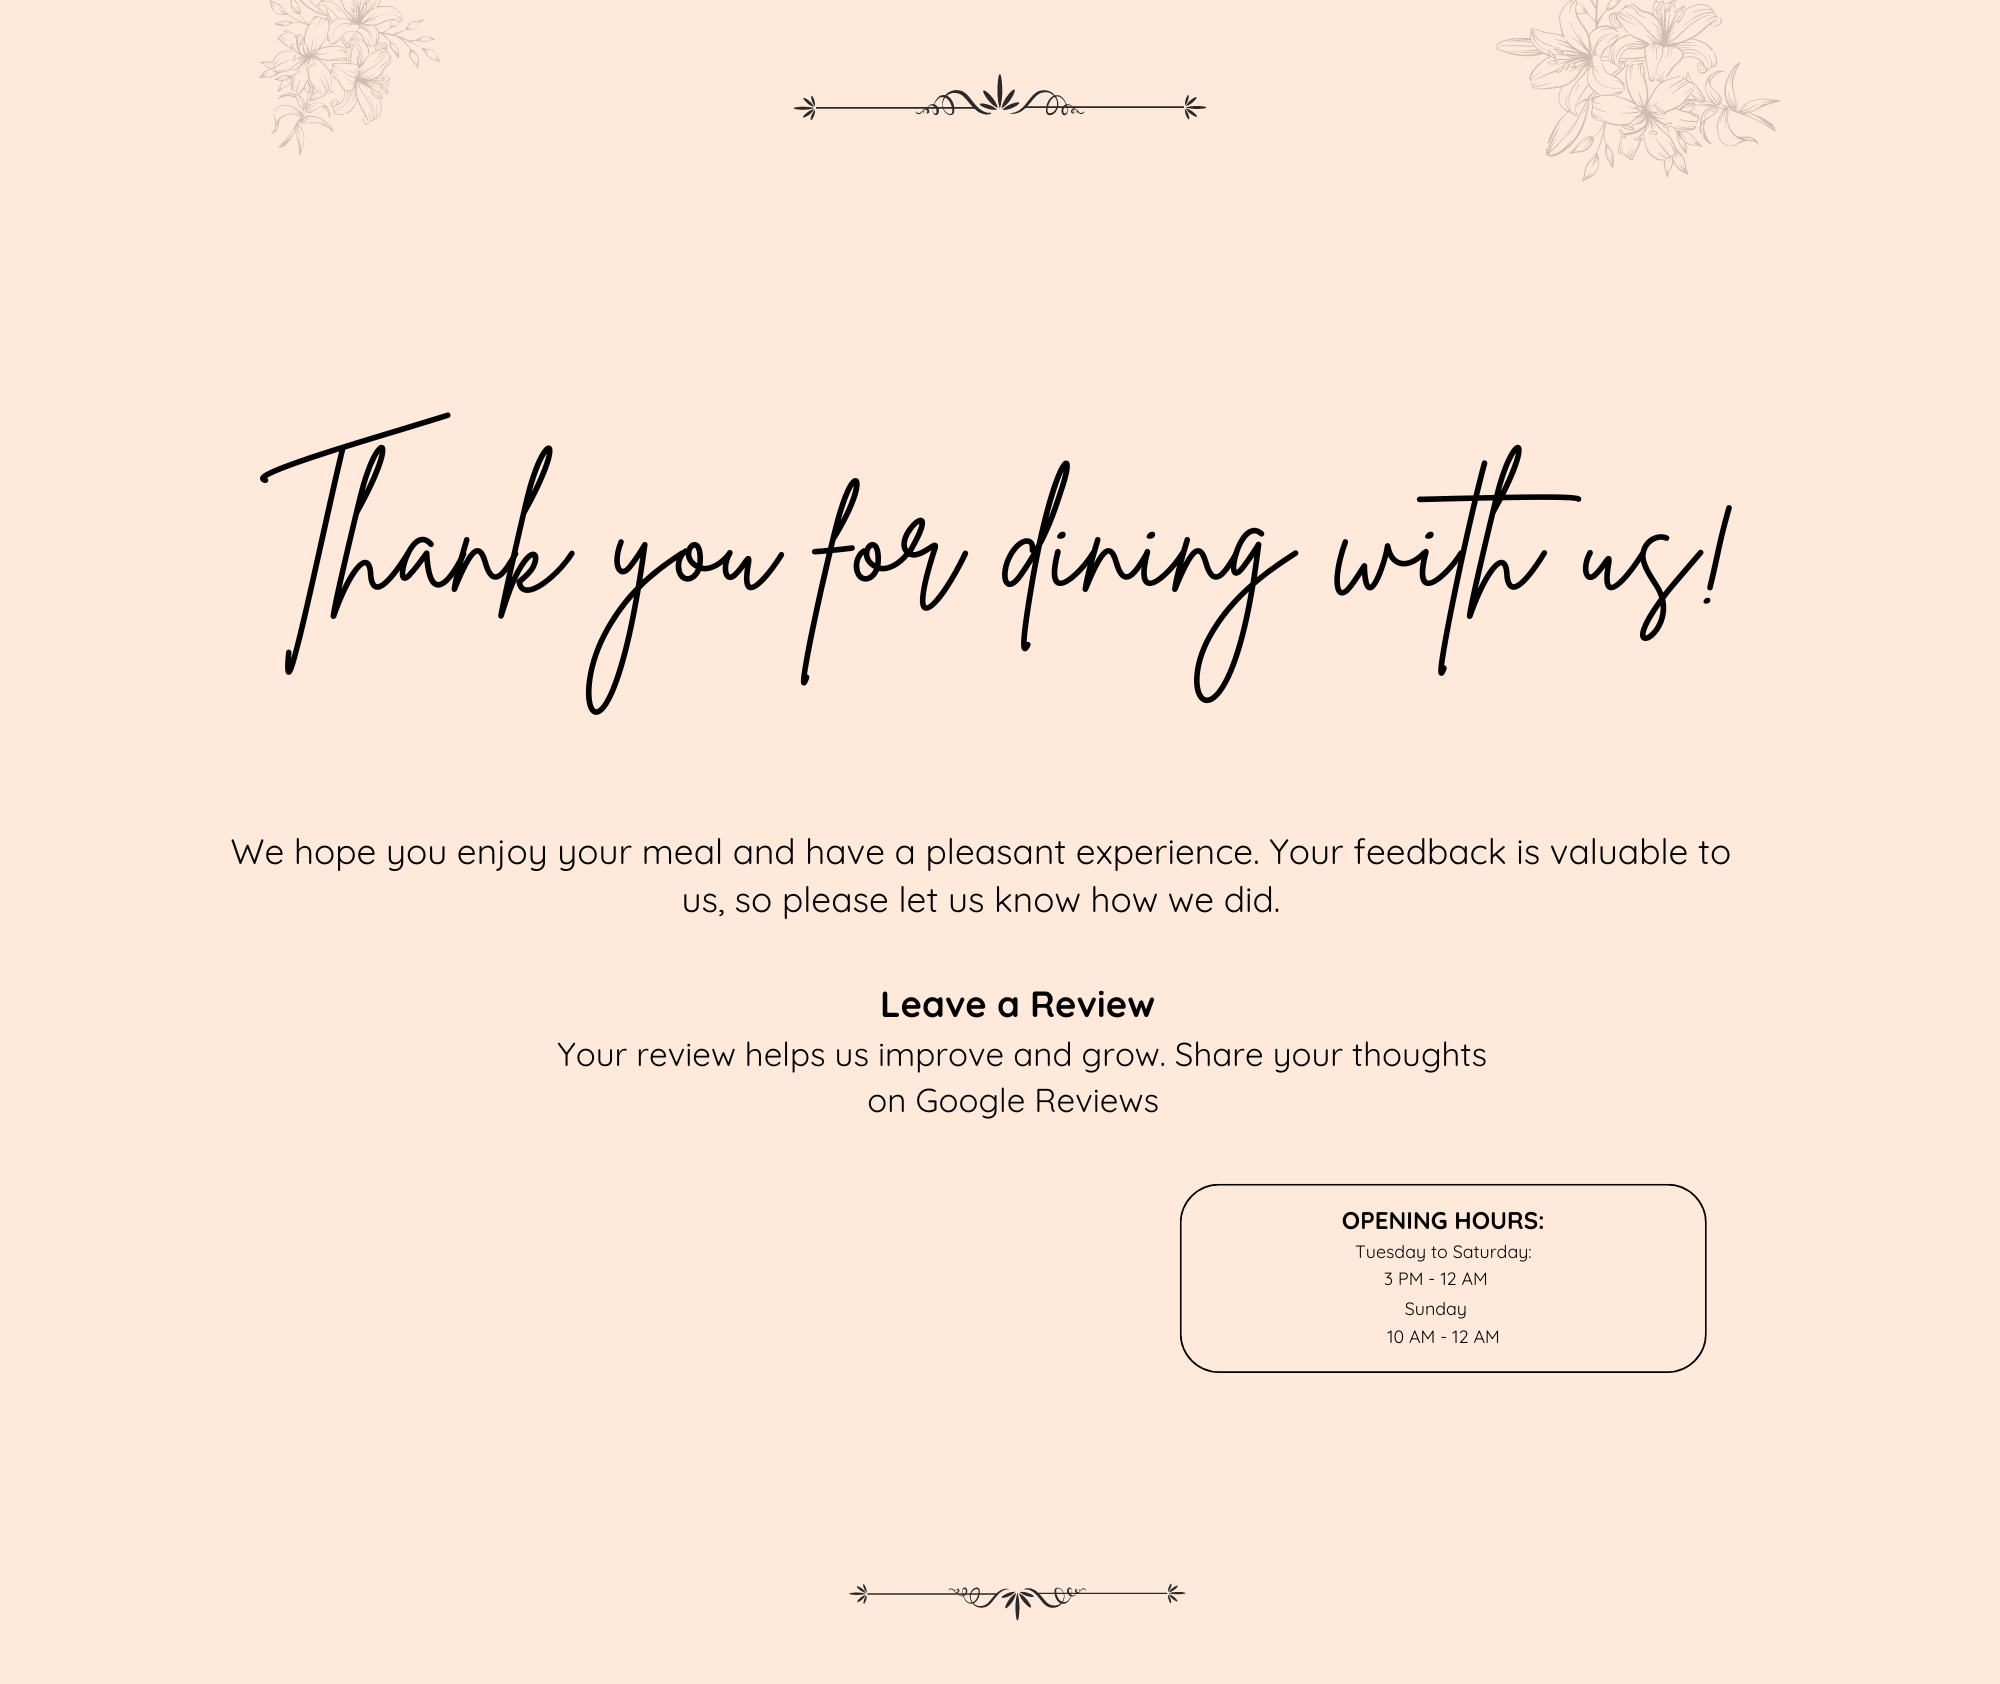 Thank you for dining with us!
We hope you enjoy your meal and have a pleasant experience. Your feedback is valuable to
us, so please let us know how we did.
Leave a Review
Your review helps us improve and grow. Share your thoughts
on Google Reviews
OPENING HOURS:
Tuesday to Saturday:
3 PM - 12 AM
Sunday
10 AM - 12 AM